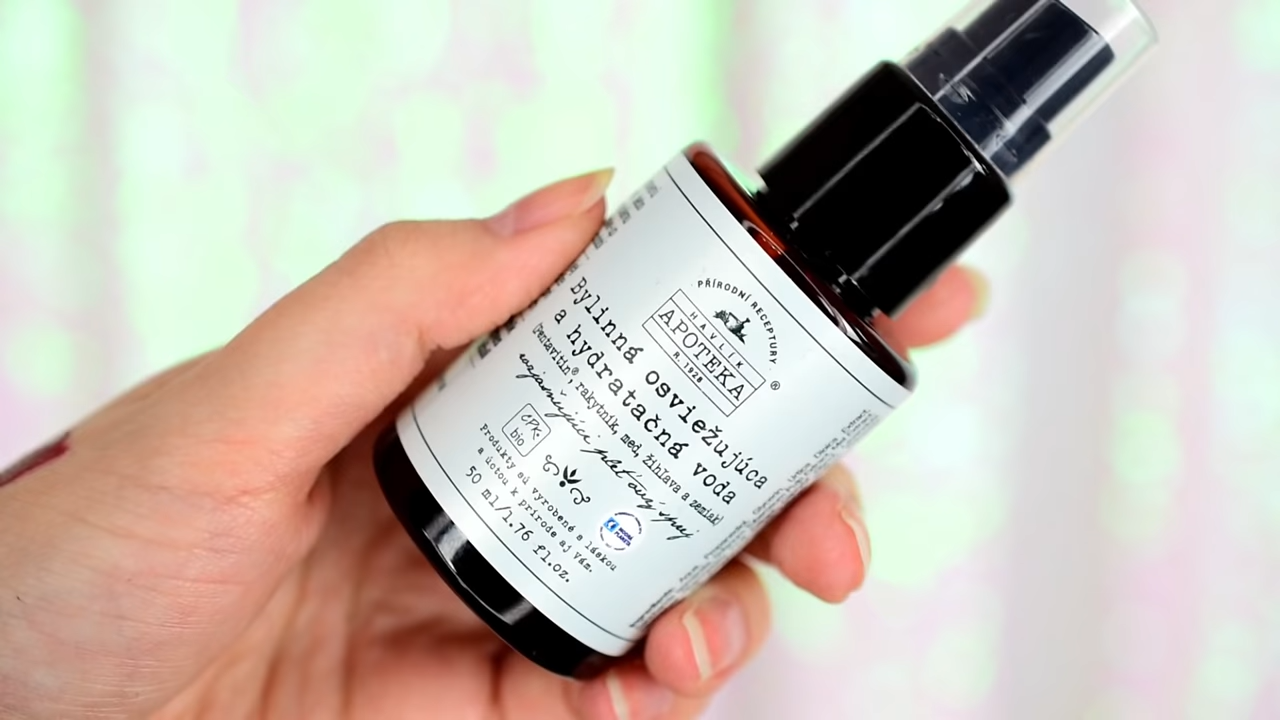 PŘÍRODNÍ RECEPTURY
HAVLÍK
APOTEKA
R. 1928
®
Bylinná osviežujúca
a hydratačná voda
(Pentavitin®, rakytník, med, žihľava a zemiak)
rozjasňujúci pleťový sprej
CPK
bio
Produkty sú vyrobené s láskou
a úctou k prírode aj Vám.
50 ml/1.76 fl.oz.